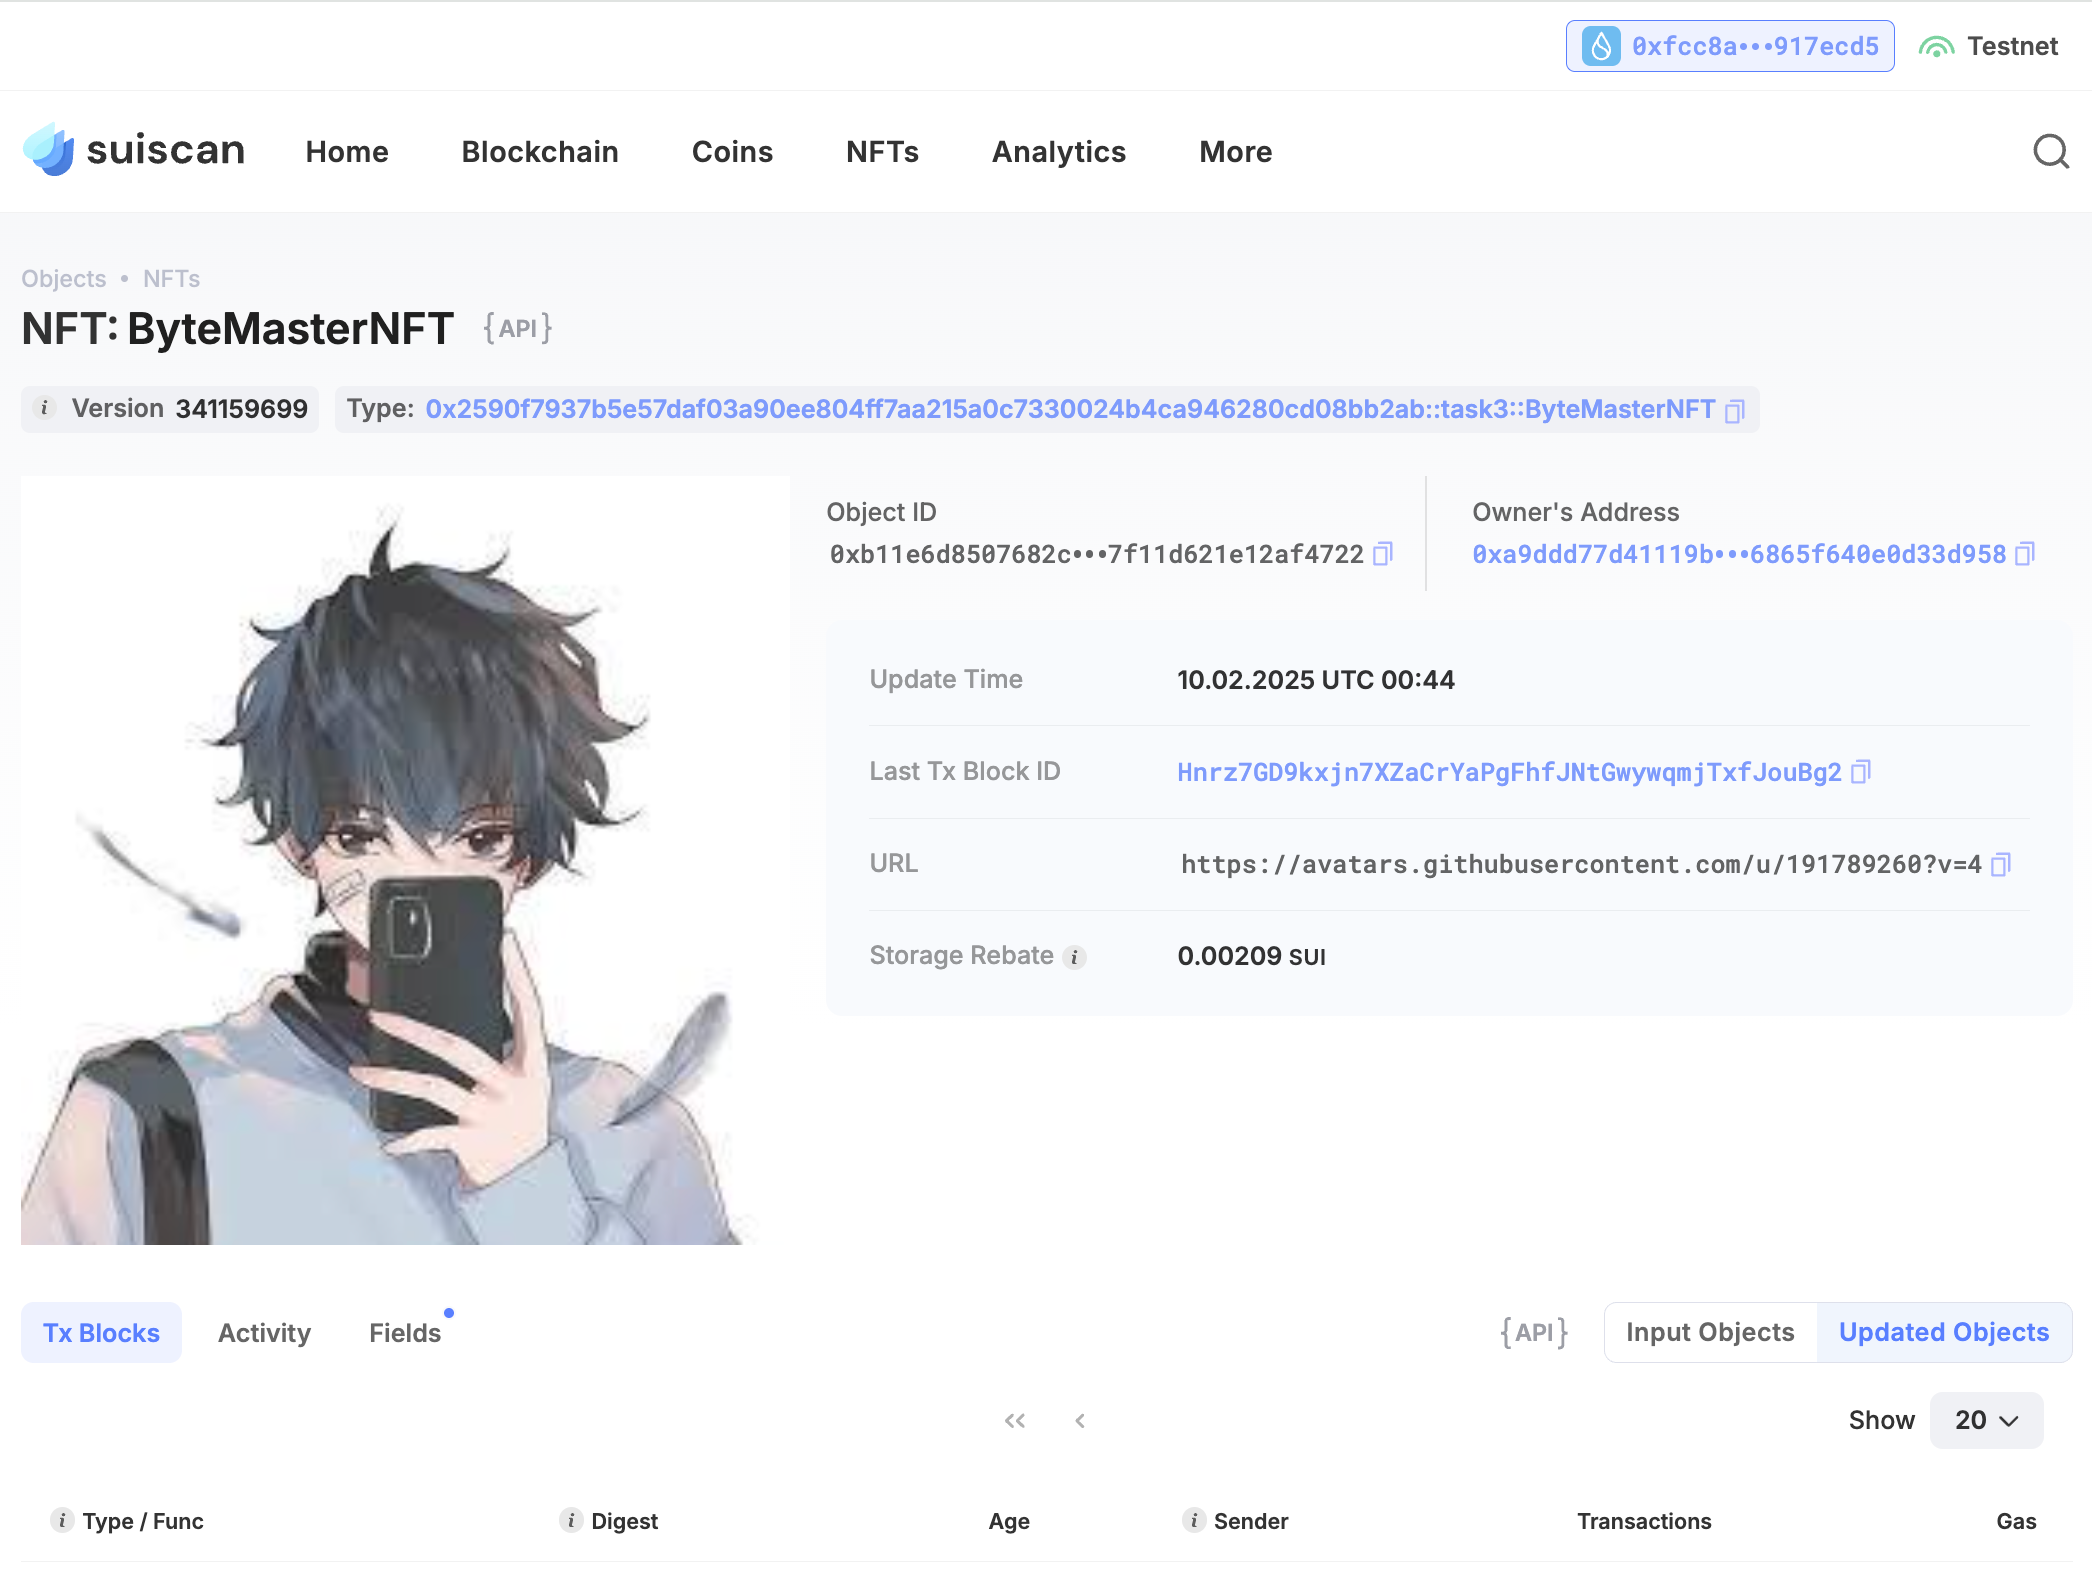 0xfcc8a•••917ecd5 Testnet
suiscan Home Blockchain Coins NFTs Analytics More
Objects • NFTs
NFT: ByteMasterNFT {API}
i Version 341159699 Type: 0x2590f7937b5e57daf03a90ee804ff7aa215a0c7330024b4ca946280cd08bb2ab::task3::ByteMasterNFT
Object ID Owner's Address
0xb11e6d8507682c•••7f11d621e12af4722 0xa9ddd77d41119b•••6865f640e0d33d958
Update Time 10.02.2025 UTC 00:44
Last Tx Block ID Hnrz7GD9kxjn7XZaCrYaPgFhfJNtGwywqmjTxfJouBg2
URL https://avatars.githubusercontent.com/u/191789260?v=4
Storage Rebate i 0.00209 SUI
Tx Blocks Activity Fields {API} Input Objects Updated Objects
Show 20
i Type / Func i Digest Age i Sender Transactions Gas